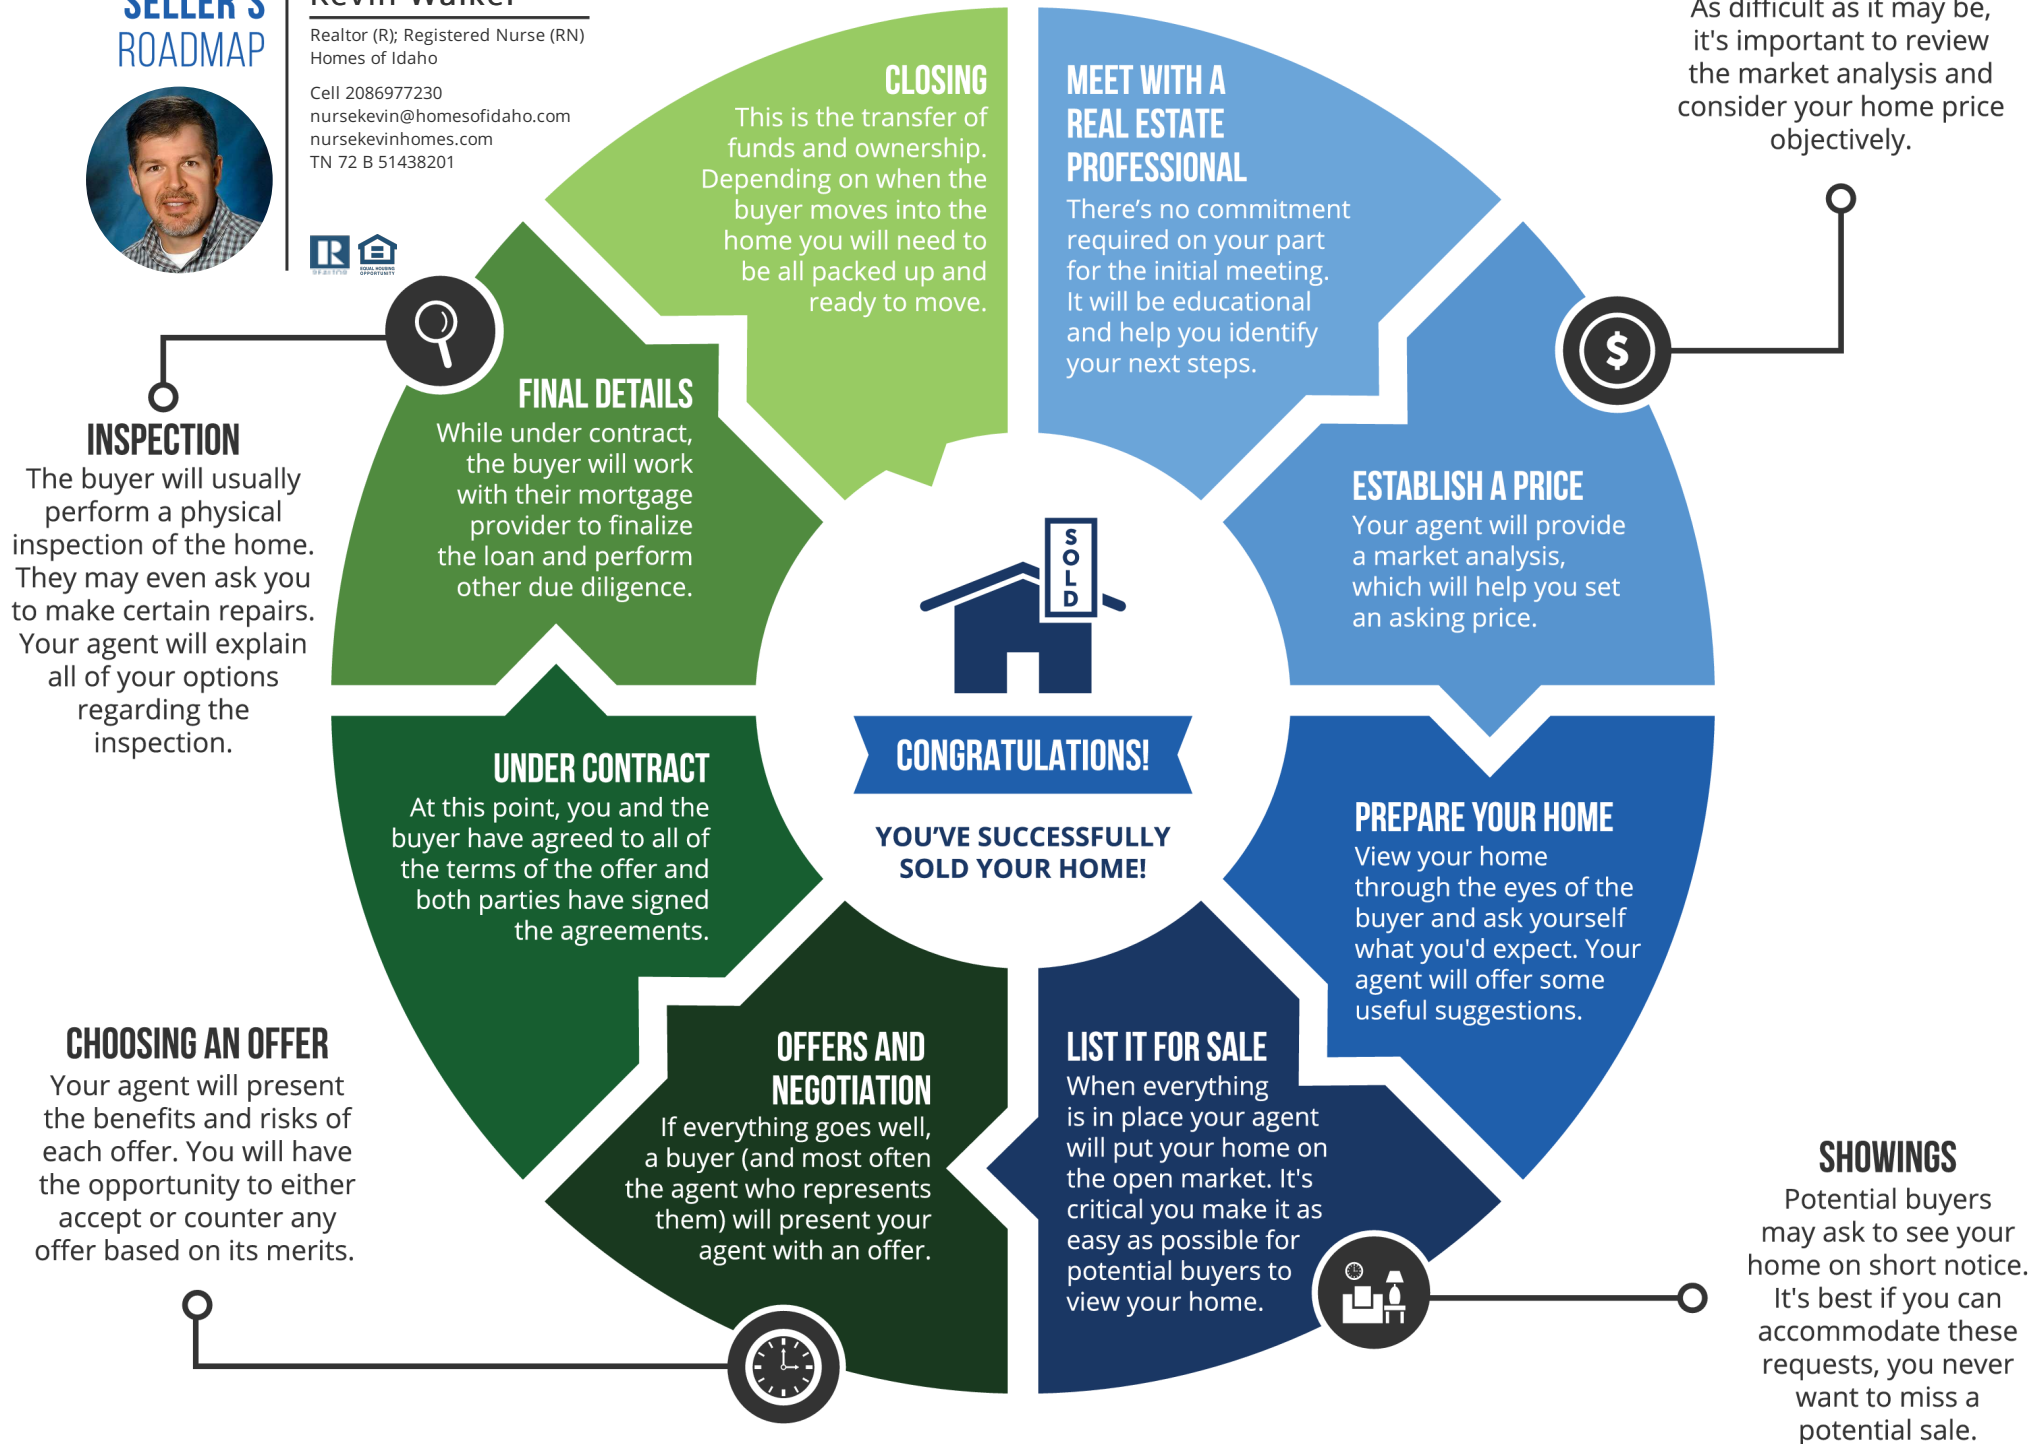 SELLER'S
ROADMAP
Kevin Walker
Realtor (R); Registered Nurse (RN)
Homes of Idaho
Cell 2086977230
nursekevin@homesofidaho.com
nursekevinhomes.com
TN 72 B 51438201
R
REALTOR
EQUAL HOUSING
OPPORTUNITY
CLOSING
This is the transfer of
funds and ownership.
Depending on when the
buyer moves into the
home you will need to
be all packed up and
ready to move.
MEET WITH A
REAL ESTATE
PROFESSIONAL
There’s no commitment
required on your part
for the initial meeting.
It will be educational
and help you identify
your next steps.
As difficult as it may be,
it's important to review
the market analysis and
consider your home price
objectively.
$
ESTABLISH A PRICE
Your agent will provide
a market analysis,
which will help you set
an asking price.
PREPARE YOUR HOME
View your home
through the eyes of the
buyer and ask yourself
what you'd expect. Your
agent will offer some
useful suggestions.
LIST IT FOR SALE
When everything
is in place your agent
will put your home on
the open market. It's
critical you make it as
easy as possible for
potential buyers to
view your home.
SHOWINGS
Potential buyers
may ask to see your
home on short notice.
It's best if you can
accommodate these
requests, you never
want to miss a
potential sale.
OFFERS AND
NEGOTIATION
If everything goes well,
a buyer (and most often
the agent who represents
them) will present your
agent with an offer.
CHOOSING AN OFFER
Your agent will present
the benefits and risks of
each offer. You will have
the opportunity to either
accept or counter any
offer based on its merits.
UNDER CONTRACT
At this point, you and the
buyer have agreed to all of
the terms of the offer and
both parties have signed
the agreements.
FINAL DETAILS
While under contract,
the buyer will work
with their mortgage
provider to finalize
the loan and perform
other due diligence.
INSPECTION
The buyer will usually
perform a physical
inspection of the home.
They may even ask you
to make certain repairs.
Your agent will explain
all of your options
regarding the
inspection.
SOLD
CONGRATULATIONS!
YOU’VE SUCCESSFULLY
SOLD YOUR HOME!